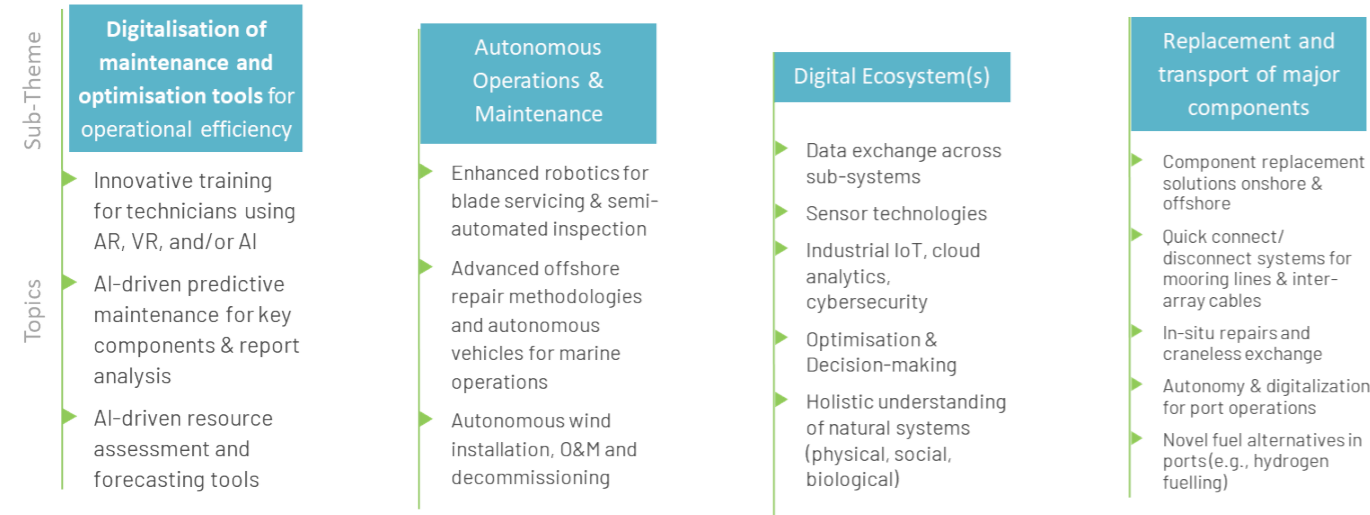 Sub-Theme
Topics
Digitalisation of
maintenance and
optimisation tools for
operational efficiency
Innovative training
for technicians using
AR, VR, and/or AI
AI-driven predictive
maintenance for key
components & report
analysis
AI-driven resource
assessment and
forecasting tools
Autonomous
Operations &
Maintenance
Enhanced robotics for
blade servicing & semi-
automated inspection
Advanced offshore
repair methodologies
and autonomous
vehicles for marine
operations
Autonomous wind
installation, O&M and
decommissioning
Digital Ecosystem(s)
Data exchange across
sub-systems
Sensor technologies
Industrial IoT, cloud
analytics,
cybersecurity
Optimisation &
Decision-making
Holistic understanding
of natural systems
(physical, social,
biological)
Replacement and
transport of major
components
Component replacement
solutions onshore &
offshore
Quick connect/
disconnect systems for
mooring lines & inter-
array cables
In-situ repairs and
craneless exchange
Autonomy & digitalization
for port operations
Novel fuel alternatives in
ports (e.g., hydrogen
fuelling)